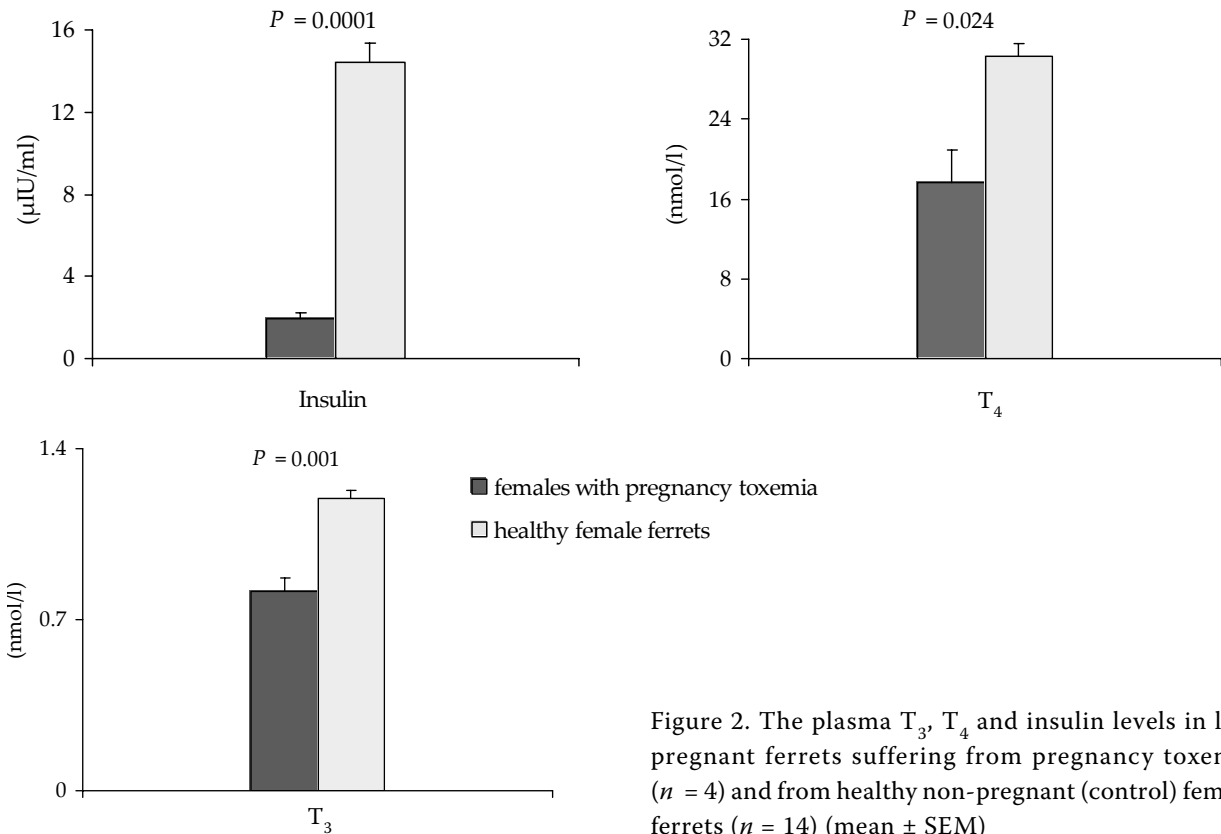 P = 0.0001
16
12
8
4
0
(µIU/ml)
Insulin
P = 0.024
32
24
16
8
0
(nmol/l)
T₄
P = 0.001
1.4
0.7
0
(nmol/l)
T₃
females with pregnancy toxemia
healthy female ferrets
Figure 2. The plasma T₃, T₄ and insulin levels in
pregnant ferrets suffering from pregnancy
(n = 4) and from healthy non-pregnant (control)
ferrets (n = 14) (mean ± SEM)